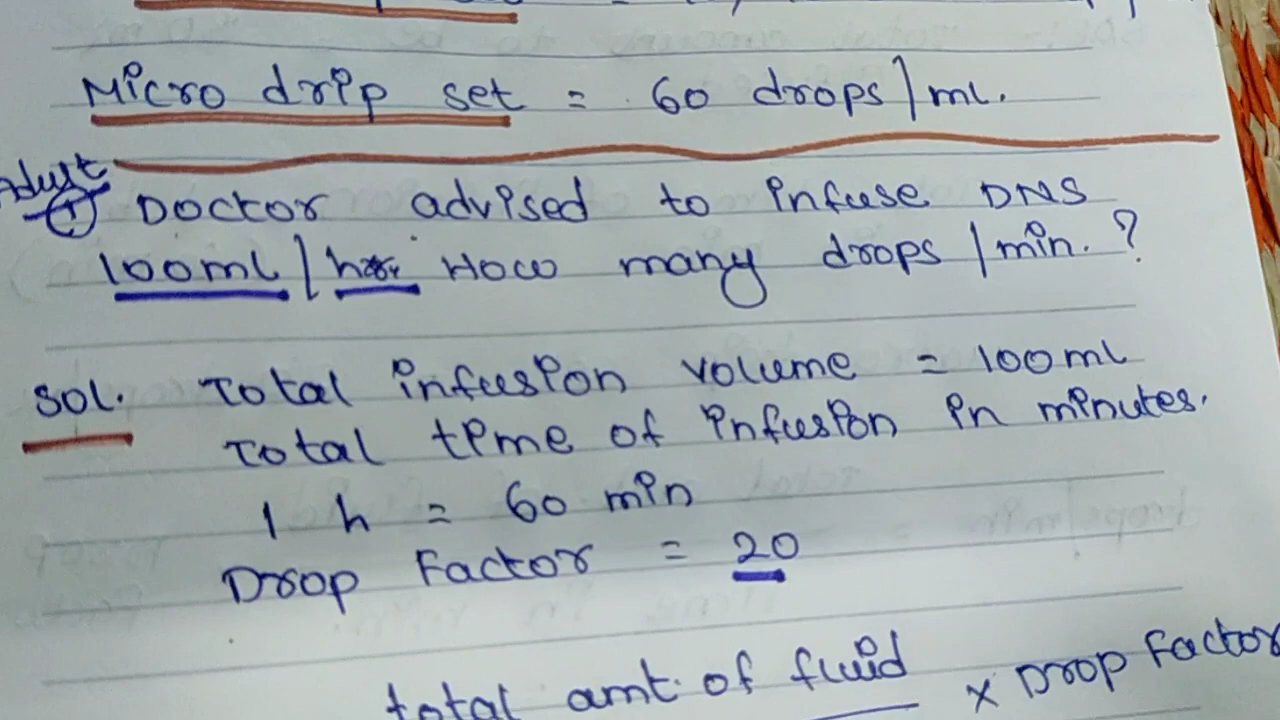 Micro drip set = 60 drops/ml.
Adult
① Doctor advised to infuse DNS
100ml/hr. How many drops/min.?
Sol. Total infusion volume = 100ml
Total time of infusion in minutes.
1 h = 60 min
Drop Factor = 20
total amt. of fluid × Drop Factor